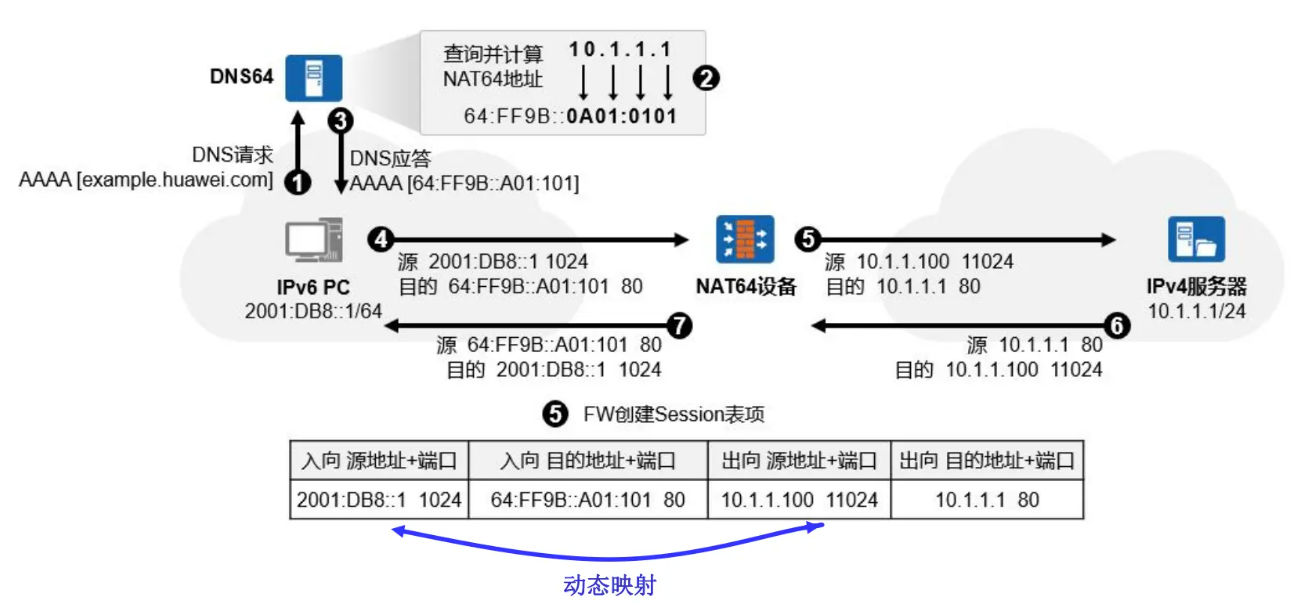 DNS64
查询并计算 10.1.1.1
NAT64地址
64:FF9B::0A01:0101
2
3
DNS请求
AAAA [example.huawei.com]
1
DNS应答
AAAA [64:FF9B::A01:101]
IPv6 PC
2001:DB8::1/64
4
源 2001:DB8::1 1024
目的 64:FF9B::A01:101 80
NAT64设备
5
源 10.1.1.100 11024
目的 10.1.1.1 80
IPv4服务器
10.1.1.1/24
7
源 64:FF9B::A01:101 80
目的 2001:DB8::1 1024
6
源 10.1.1.1 80
目的 10.1.1.100 11024
5 FW创建Session表项
入向 源地址+端口 入向 目的地址+端口 出向 源地址+端口 出向 目的地址+端口
2001:DB8::1 1024 64:FF9B::A01:101 80 10.1.1.100 11024 10.1.1.1 80
动态映射